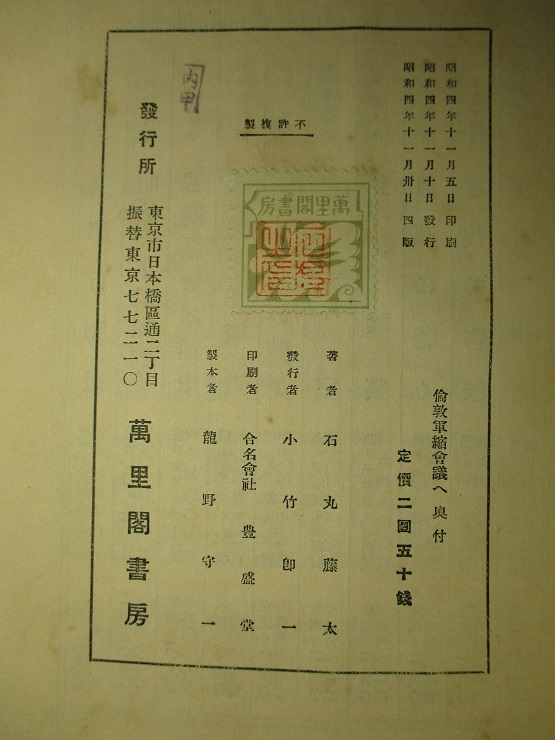 昭和四年十一月五日印刷
昭和四年十一月十日發行
昭和四年十一月卅日四版
倫敦軍縮會議へ奥付
定價二圓五十錢
不許複製
萬里閣書房
著者 石丸藤太
發行者 小竹卽一
印刷者 合名會社 豊盛堂
製本者 龍野守一
內甲
發行所
東京市日本橋區通二丁目
振替東京七七二一〇
萬里閣書房